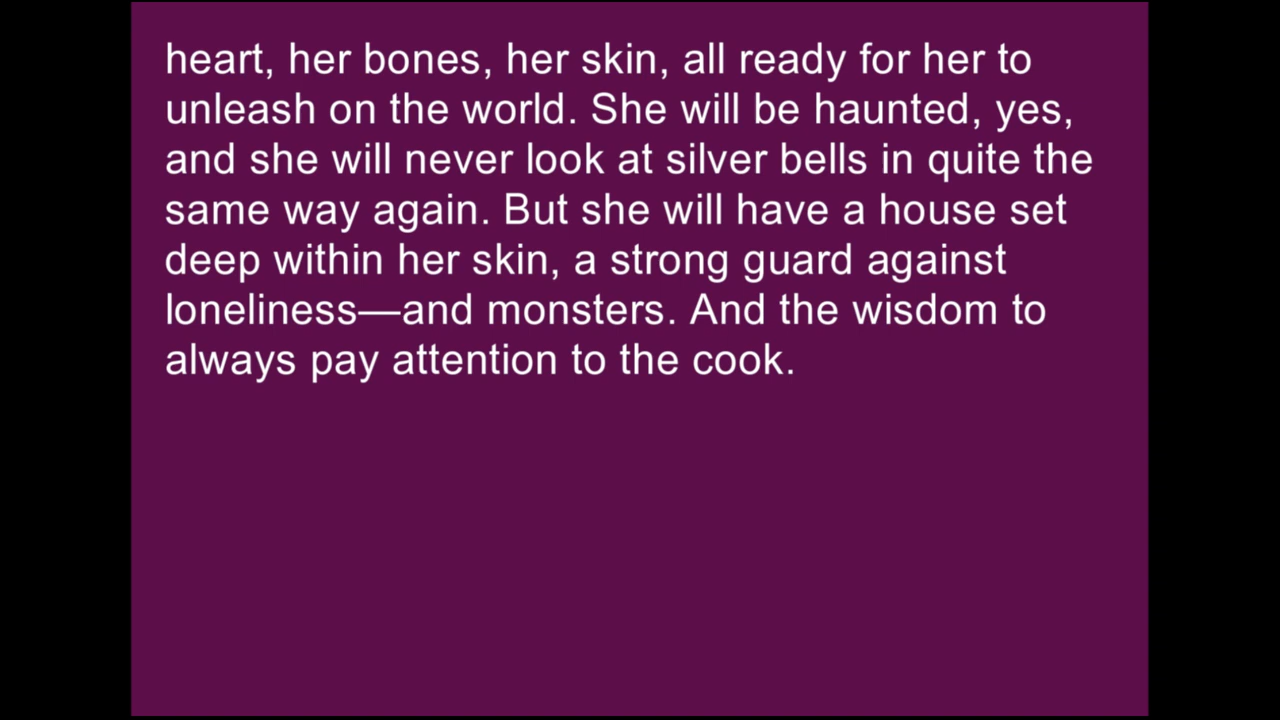 heart, her bones, her skin, all ready for her to
unleash on the world. She will be haunted, yes,
and she will never look at silver bells in quite the
same way again. But she will have a house set
deep within her skin, a strong guard against
loneliness—and monsters. And the wisdom to
always pay attention to the cook.